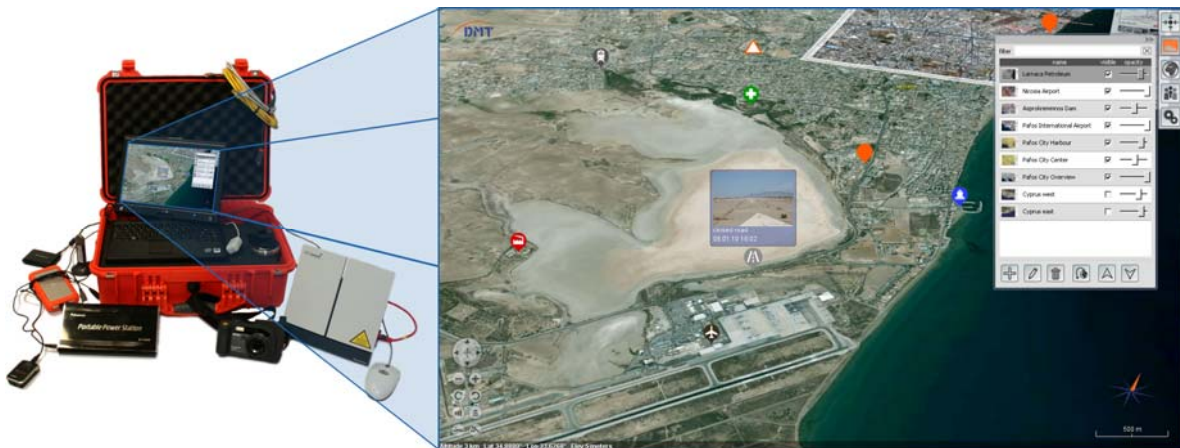 DMT
filter
name visible opacity
Larnaca Petroleum
Nicosia Airport
Asprokremmos Dam
Pafos International Airport
Pafos City Harbour
Pafos City Center
Pafos City Overview
Cyprus west
Cyprus east
closed road
Portable Power Station
500 m